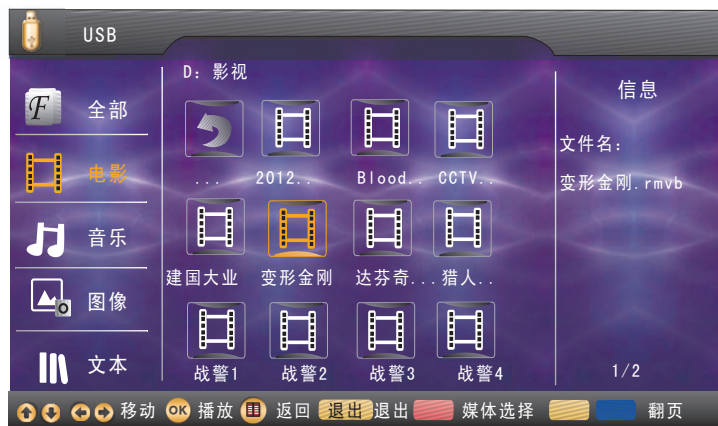 USB
D：影视
信息
F 全部
文件名：
... 2012.. Blood.. CCTV..
电影
变形金刚.rmvb
音乐
建国大业 变形金刚 达芬奇... 猎人..
图像
文本
战警1 战警2 战警3 战警4
1/2
移动 OK 播放 返回 退出 退出 媒体选择 翻页